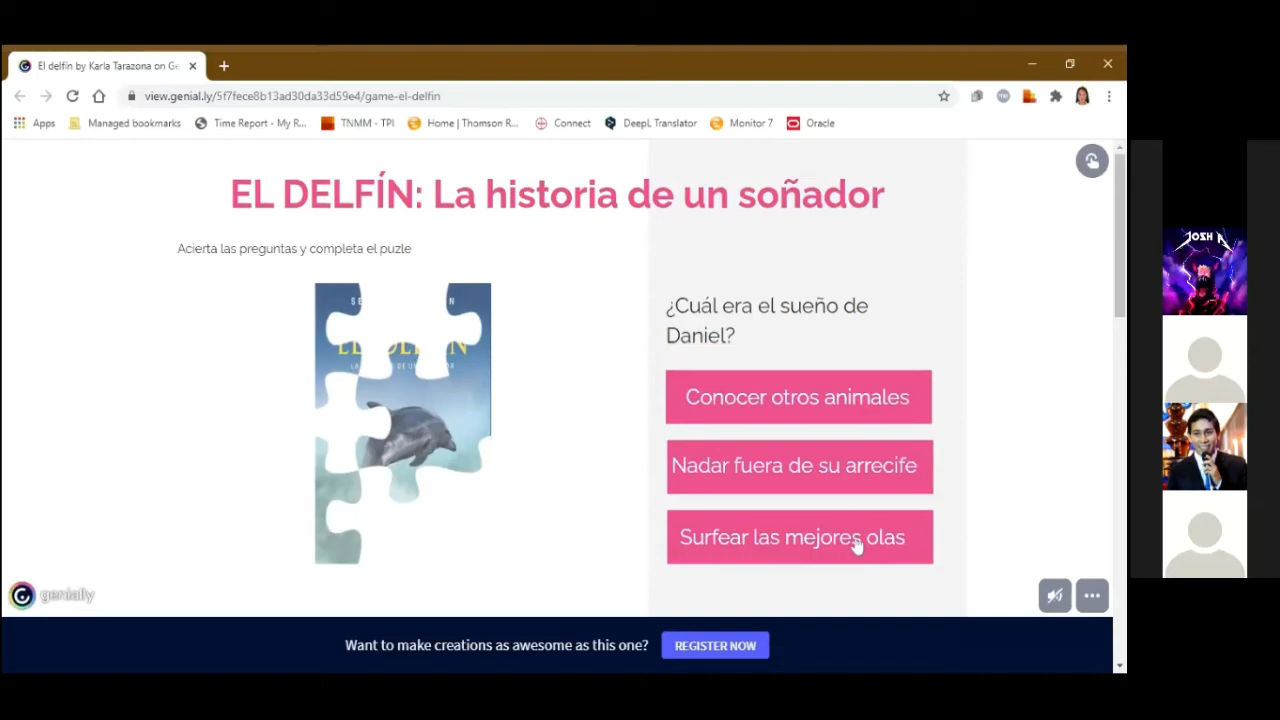 El delfín by Karla Tarazona on Ge
view.genial.ly/5f7fece8b13ad30da33d59e4/game-el-delfin
Apps
Managed bookmarks
Time Report - My R...
TNMM - TPI
Home | Thomson R...
Connect
DeepL Translator
Monitor 7
Oracle
EL DELFÍN: La historia de un soñador
Acierta las preguntas y completa el puzle
¿Cuál era el sueño de
Daniel?
Conocer otros animales
Nadar fuera de su arrecife
Surfear las mejores olas
genially
Want to make creations as awesome as this one?
REGISTER NOW
JOSH A